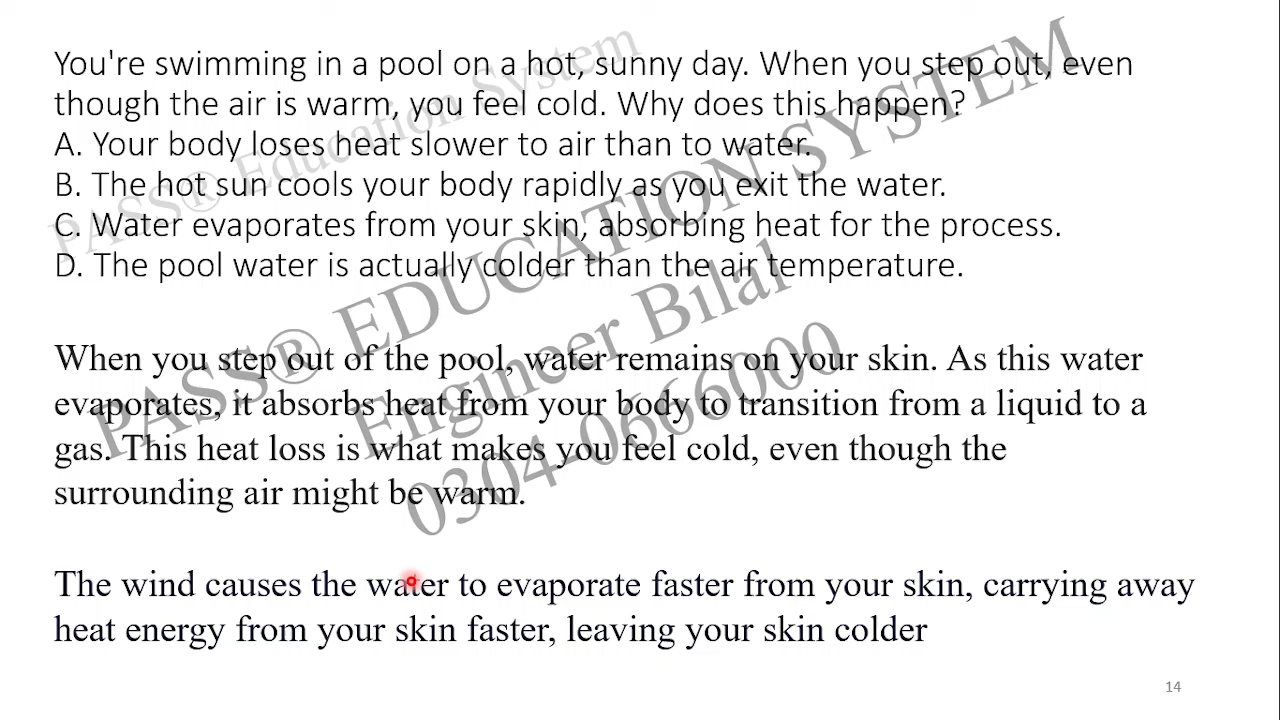 You're swimming in a pool on a hot, sunny day. When you step out, even
though the air is warm, you feel cold. Why does this happen?
A. Your body loses heat slower to air than to water.
B. The hot sun cools your body rapidly as you exit the water.
C. Water evaporates from your skin, absorbing heat for the process.
D. The pool water is actually colder than the air temperature.
When you step out of the pool, water remains on your skin. As this water
evaporates, it absorbs heat from your body to transition from a liquid to a
gas. This heat loss is what makes you feel cold, even though the
surrounding air might be warm.
The wind causes the water to evaporate faster from your skin, carrying away
heat energy from your skin faster, leaving your skin colder
14
PASS® Education System
PASS® EDUCATION SYSTEM
Engineer Bilal
0304-0666000